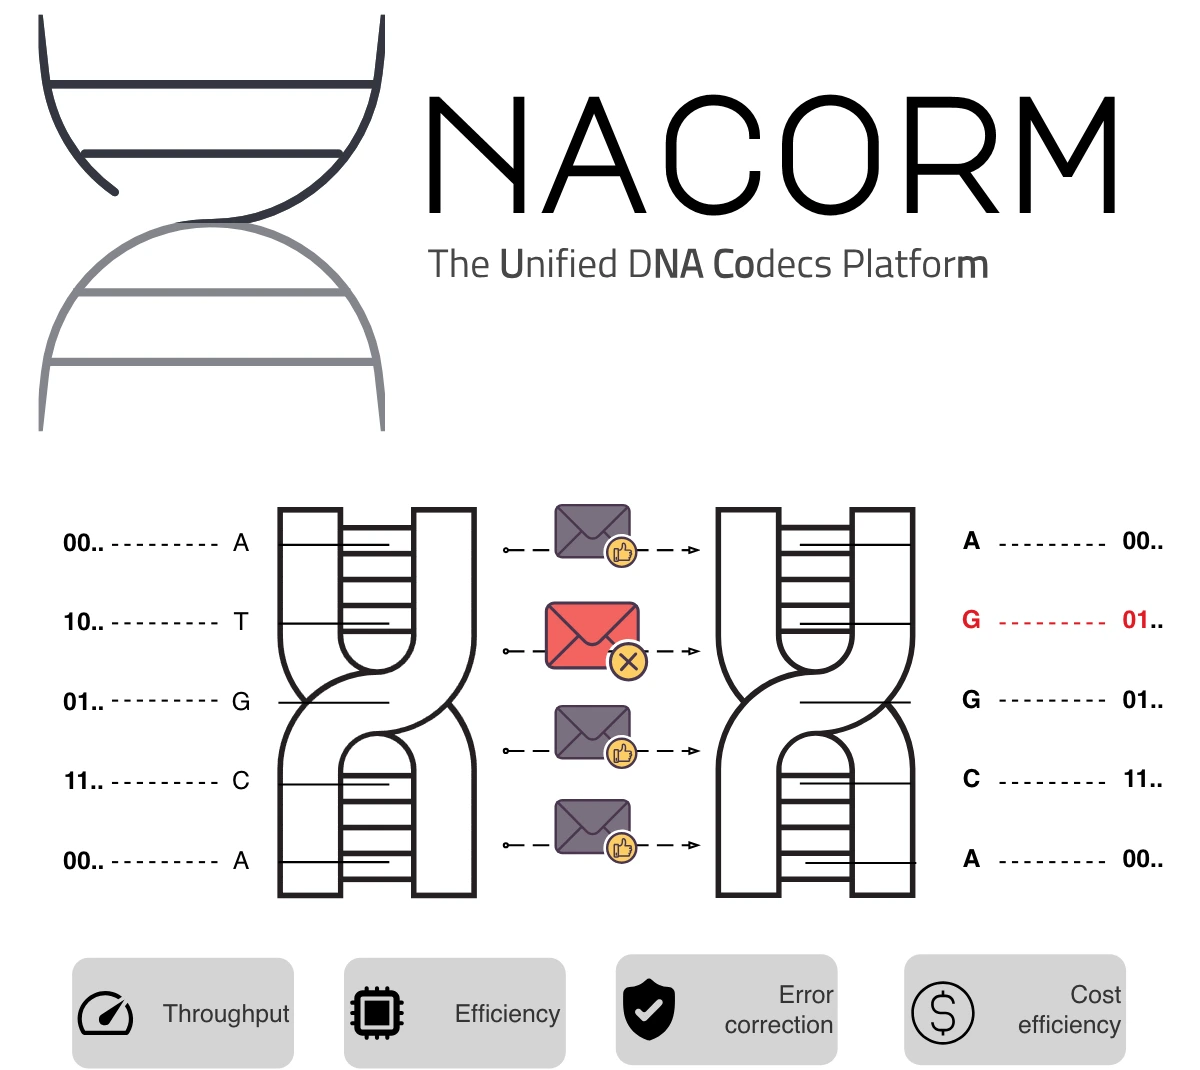 NACORM
The Unified DNA Codecs Platform
00.. A A 00..
10.. T G 01..
01.. G G 01..
11.. C C 11..
00.. A A 00..
Throughput
Efficiency
Error
correction
Cost
efficiency